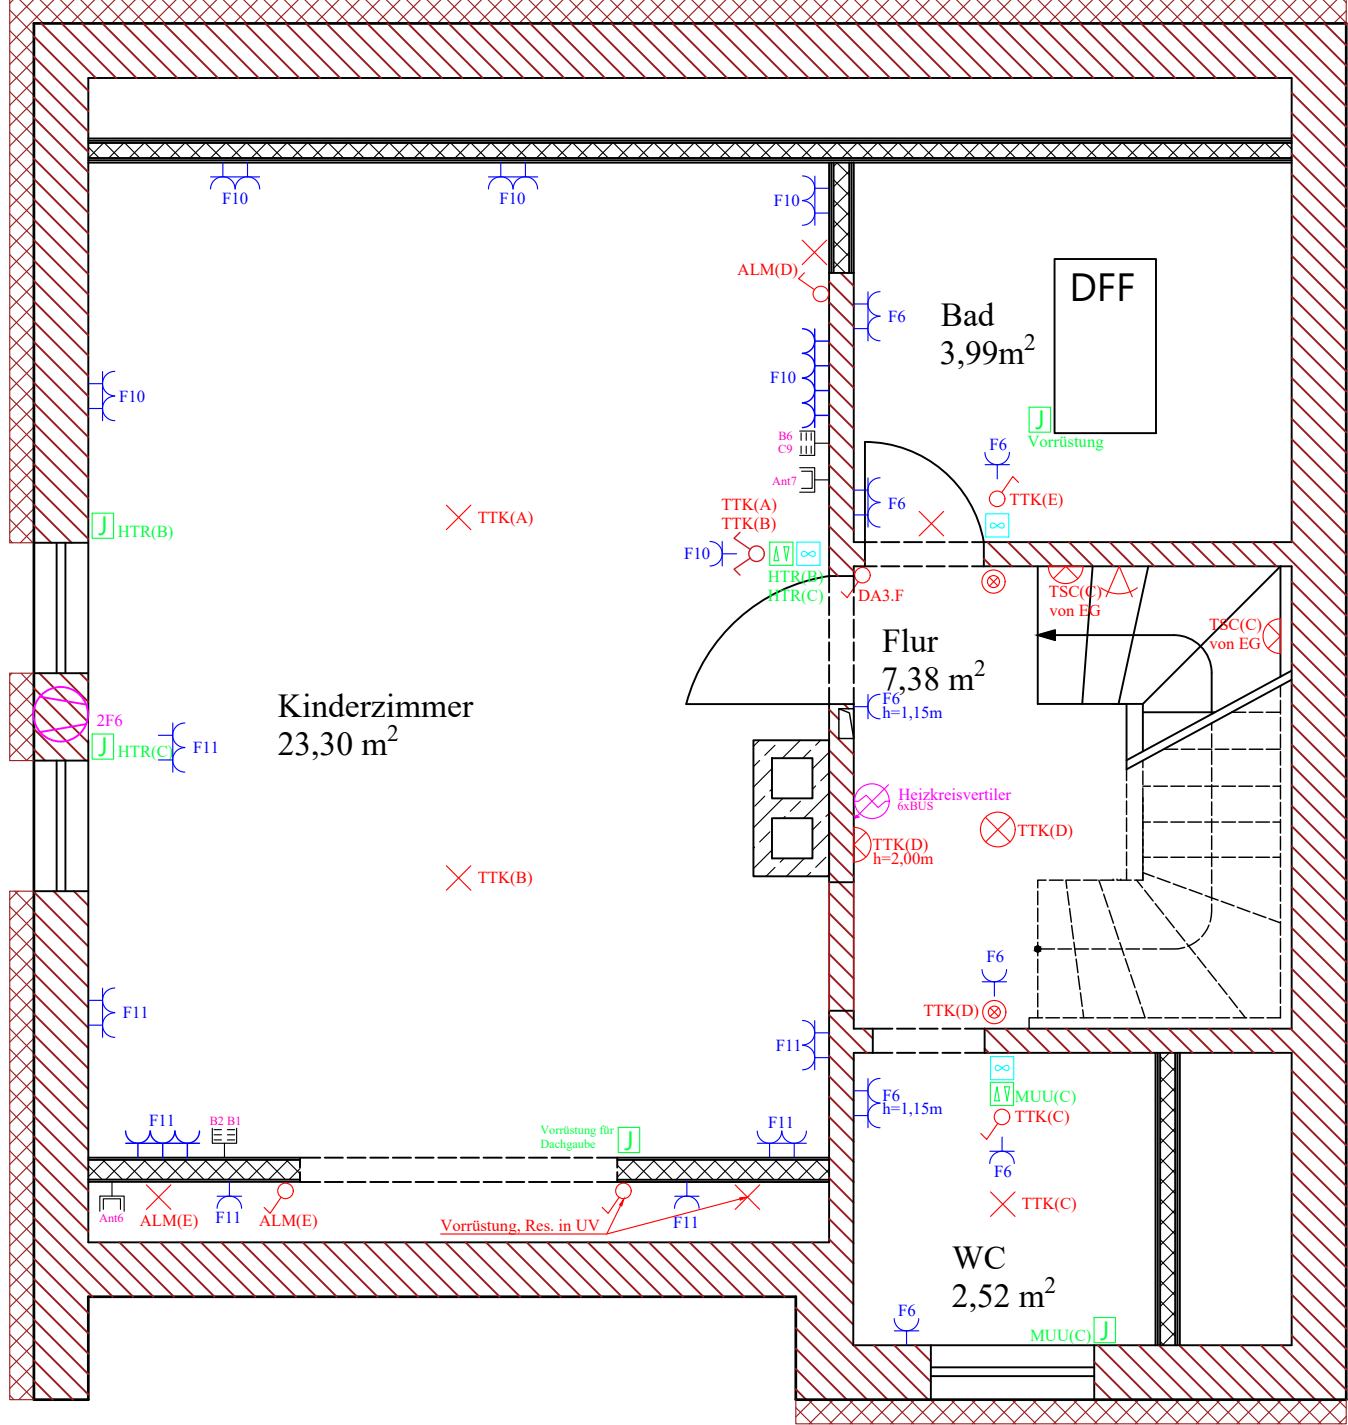 F10
F10
F10
ALM(D)
DFF
F6
Bad
3,99m²
F10
F10
J
Vorrüstung
B6
C9
F6
Ant7
F6
TTK(E)
TTK(A)
TTK(B)
TTK(A)
J HTR(B)
F10
∞
∞
HTR(B)
HTR(C)
DA3.F
TSC(C)
von EG
TSC(C)
von EG
Flur
7,38 m²
F6
h=1,15m
Kinderzimmer
23,30 m²
2F6
J HTR(C)
F11
Heizkreisvertiler
6xBUS
TTK(D)
TTK(D)
h=2,00m
TTK(B)
F6
F11
TTK(D)
F11
∞
F6
h=1,15m
MUU(C)
TTK(C)
F11
B2 B1
Vorrüstung für
Dachgaube
J
F11
F6
Ant6
ALM(E)
F11
ALM(E)
Vorrüstung, Res. in UV
F11
TTK(C)
WC
2,52 m²
F6
MUU(C) J